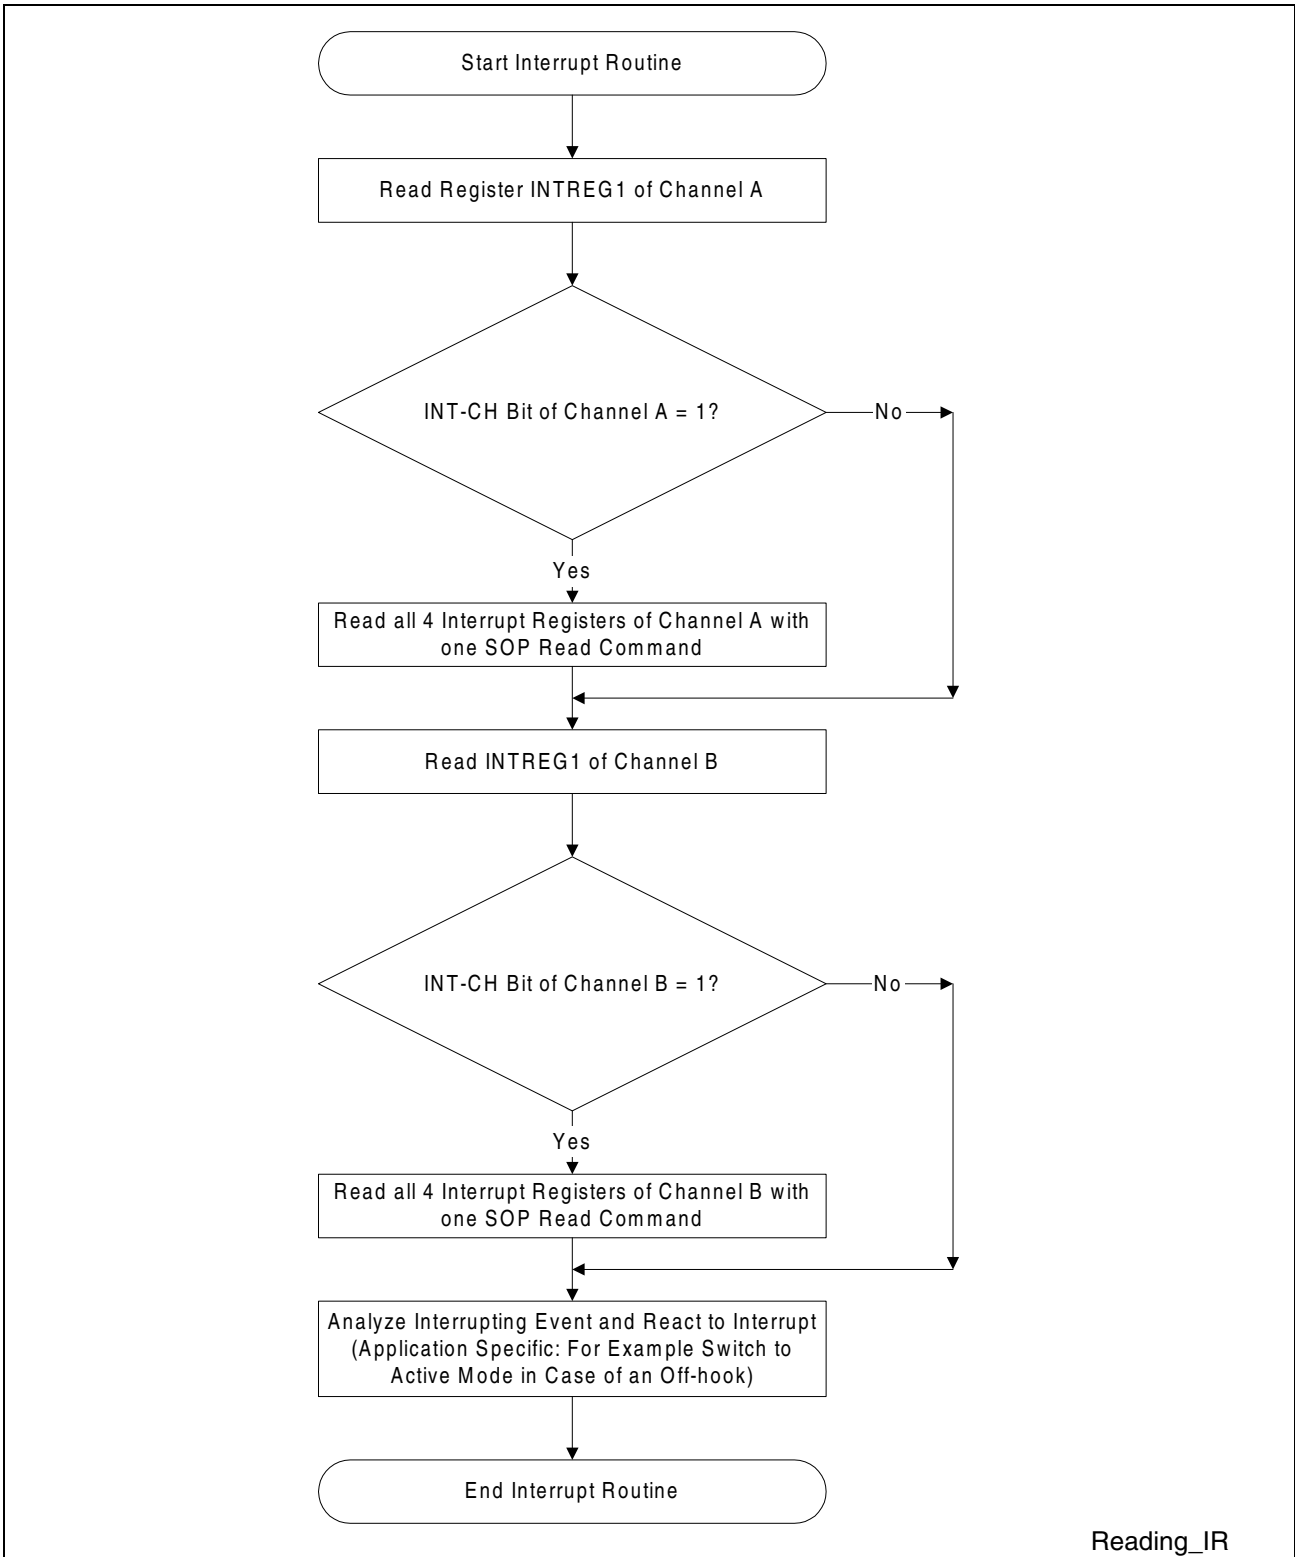 Start Interrupt Routine
Read Register INTREG1 of Channel A
INT-CH Bit of Channel A = 1?
No
Yes
Read all 4 Interrupt Registers of Channel A with
one SOP Read Command
Read INTREG1 of Channel B
INT-CH Bit of Channel B = 1?
No
Yes
Read all 4 Interrupt Registers of Channel B with
one SOP Read Command
Analyze Interrupting Event and React to Interrupt
(Application Specific: For Example Switch to
Active Mode in Case of an Off-hook)
End Interrupt Routine
Reading_IR